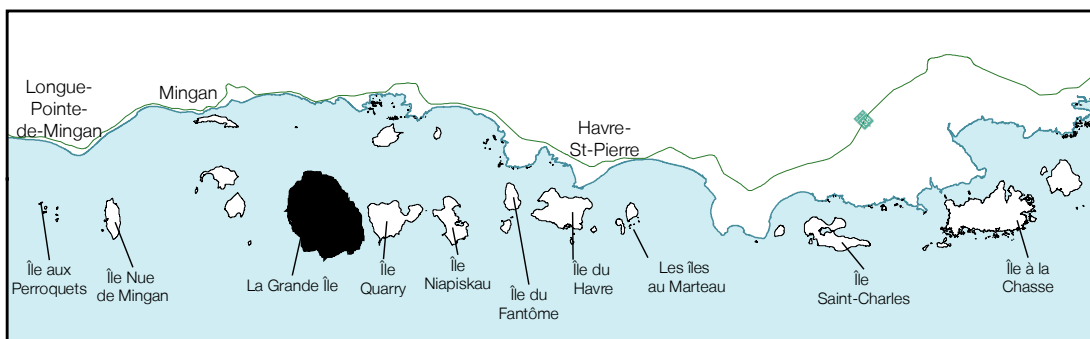 Longue-
Pointe-
de-Mingan
Mingan
Havre-
St-Pierre
Île aux
Perroquets
Île Nue
de Mingan
La Grande Île
Île
Quarry
Île
Niapiskau
Île du
Fantôme
Île du
Havre
Les îles
au Marteau
Île
Saint-Charles
Île à la
Chasse